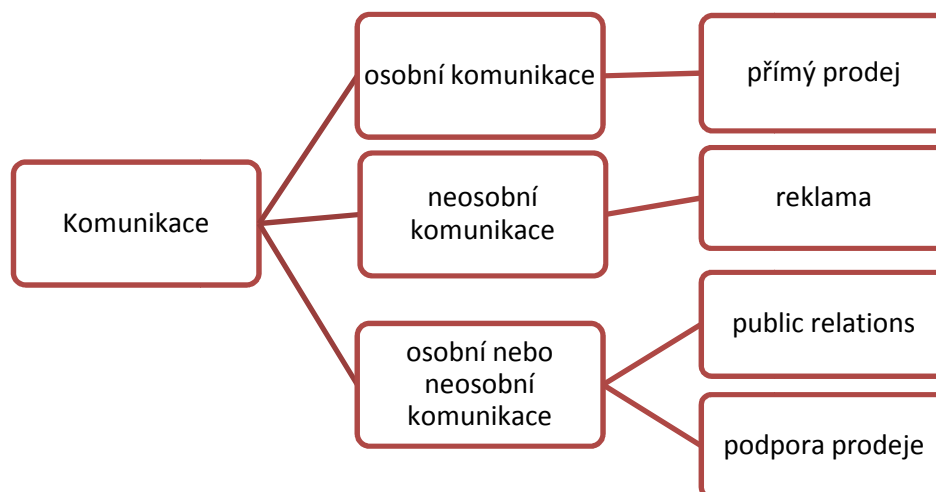 Komunikace
osobní komunikace
přímý prodej
neosobní
komunikace
reklama
osobní nebo
neosobní
komunikace
public relations
podpora prodeje